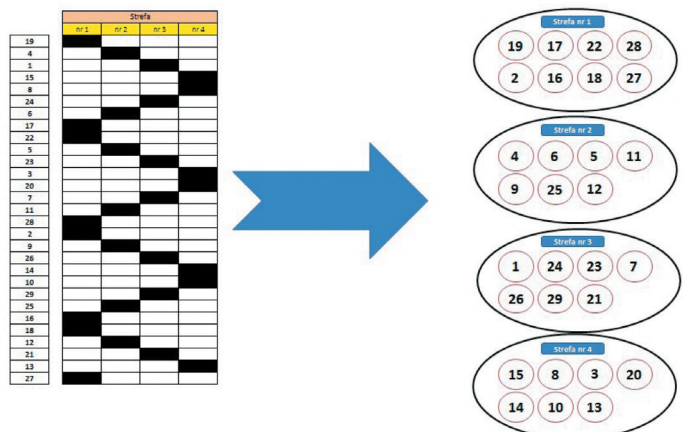 Strefa
nr 1 nr 2 nr 3 nr 4
19
4
1
15
8
24
6
17
22
5
23
3
20
7
11
28
2
9
26
14
10
29
25
16
18
12
21
13
27
Strefa nr 1
19 17 22 28
2 16 18 27
Strefa nr 2
4 6 5 11
9 25 12
Strefa nr 3
1 24 23 7
26 29 21
Strefa nr 4
15 8 3 20
14 10 13